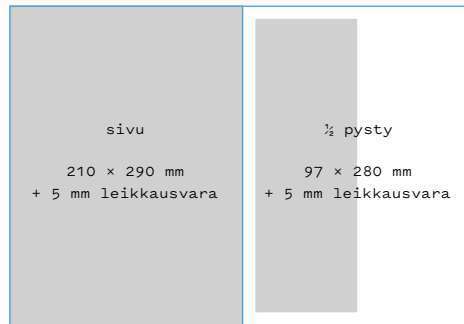 sivu
210 × 290 mm
+ 5 mm leikkausvara
½ pysty
97 × 280 mm
+ 5 mm leikkausvara